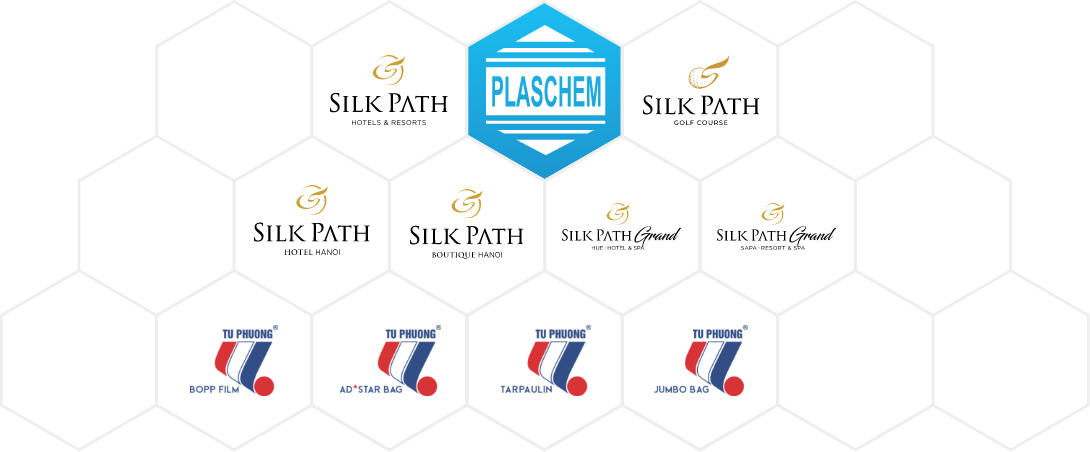 SILK PATH
HOTELS & RESORTS
PLASCHEM
SILK PATH
GOLF COURSE
SILK PATH
HOTEL HANOI
SILK PATH
BOUTIQUE HANOI
SILK PATH Grand
HUE - HOTEL & SPA
SILK PATH Grand
SAPA - RESORT & SPA
TU PHUONG®
BOPP FILM
TU PHUONG®
AD*STAR BAG
TU PHUONG®
TARPAULIN
TU PHUONG®
JUMBO BAG